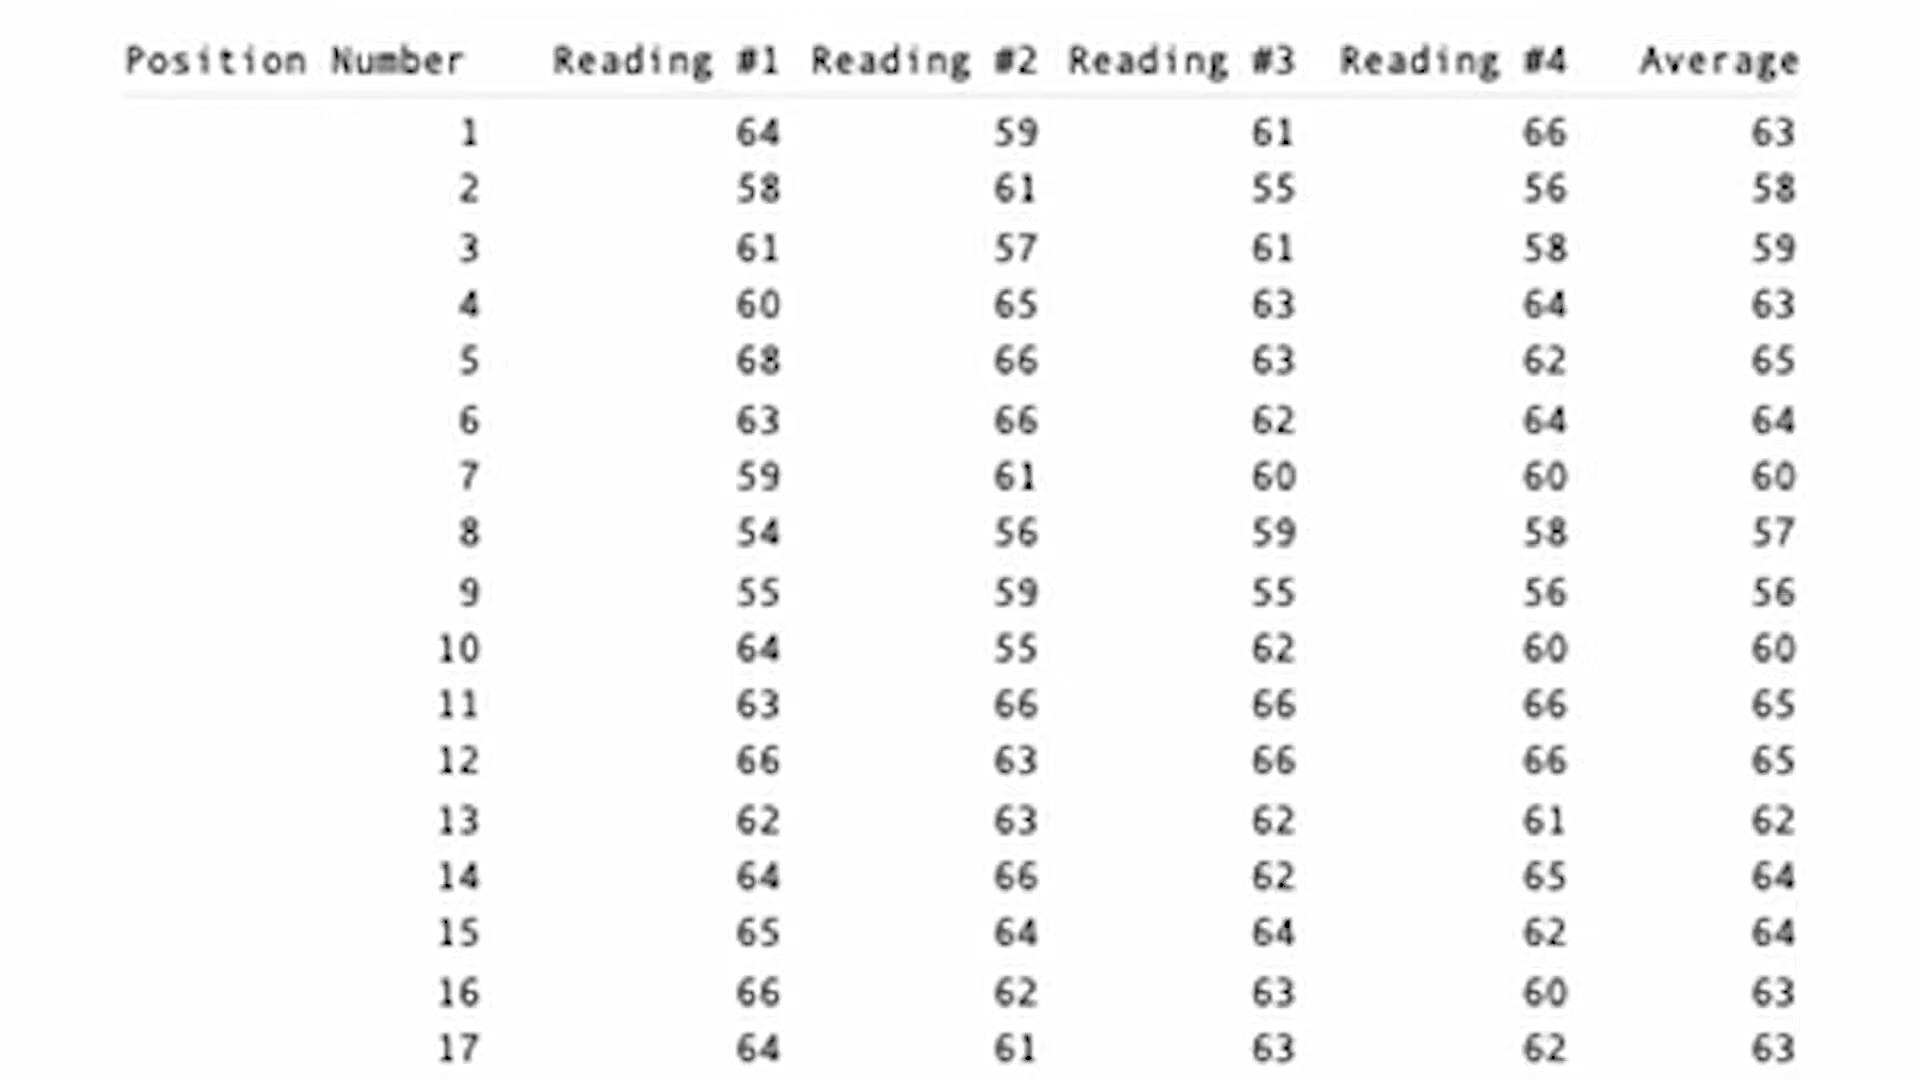 Position Number Reading #1 Reading #2 Reading #3 Reading #4 Average
1 64 59 61 66 63
2 58 61 55 56 58
3 61 57 61 58 59
4 60 65 63 64 63
5 68 66 63 62 65
6 63 66 62 64 64
7 59 61 60 60 60
8 54 56 59 58 57
9 55 59 55 56 56
10 64 55 62 60 60
11 63 66 66 66 65
12 66 63 66 66 65
13 62 63 62 61 62
14 64 66 62 65 64
15 65 64 64 62 64
16 66 62 63 60 63
17 64 61 63 62 63